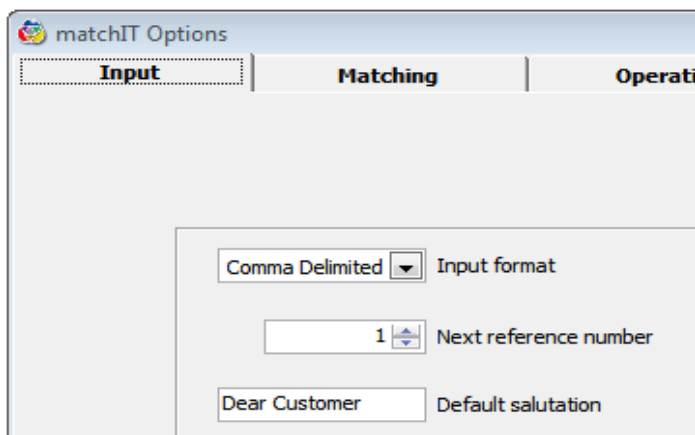 matchIT Options
Input Matching Operati
Comma Delimited Input format
1 Next reference number
Dear Customer Default salutation